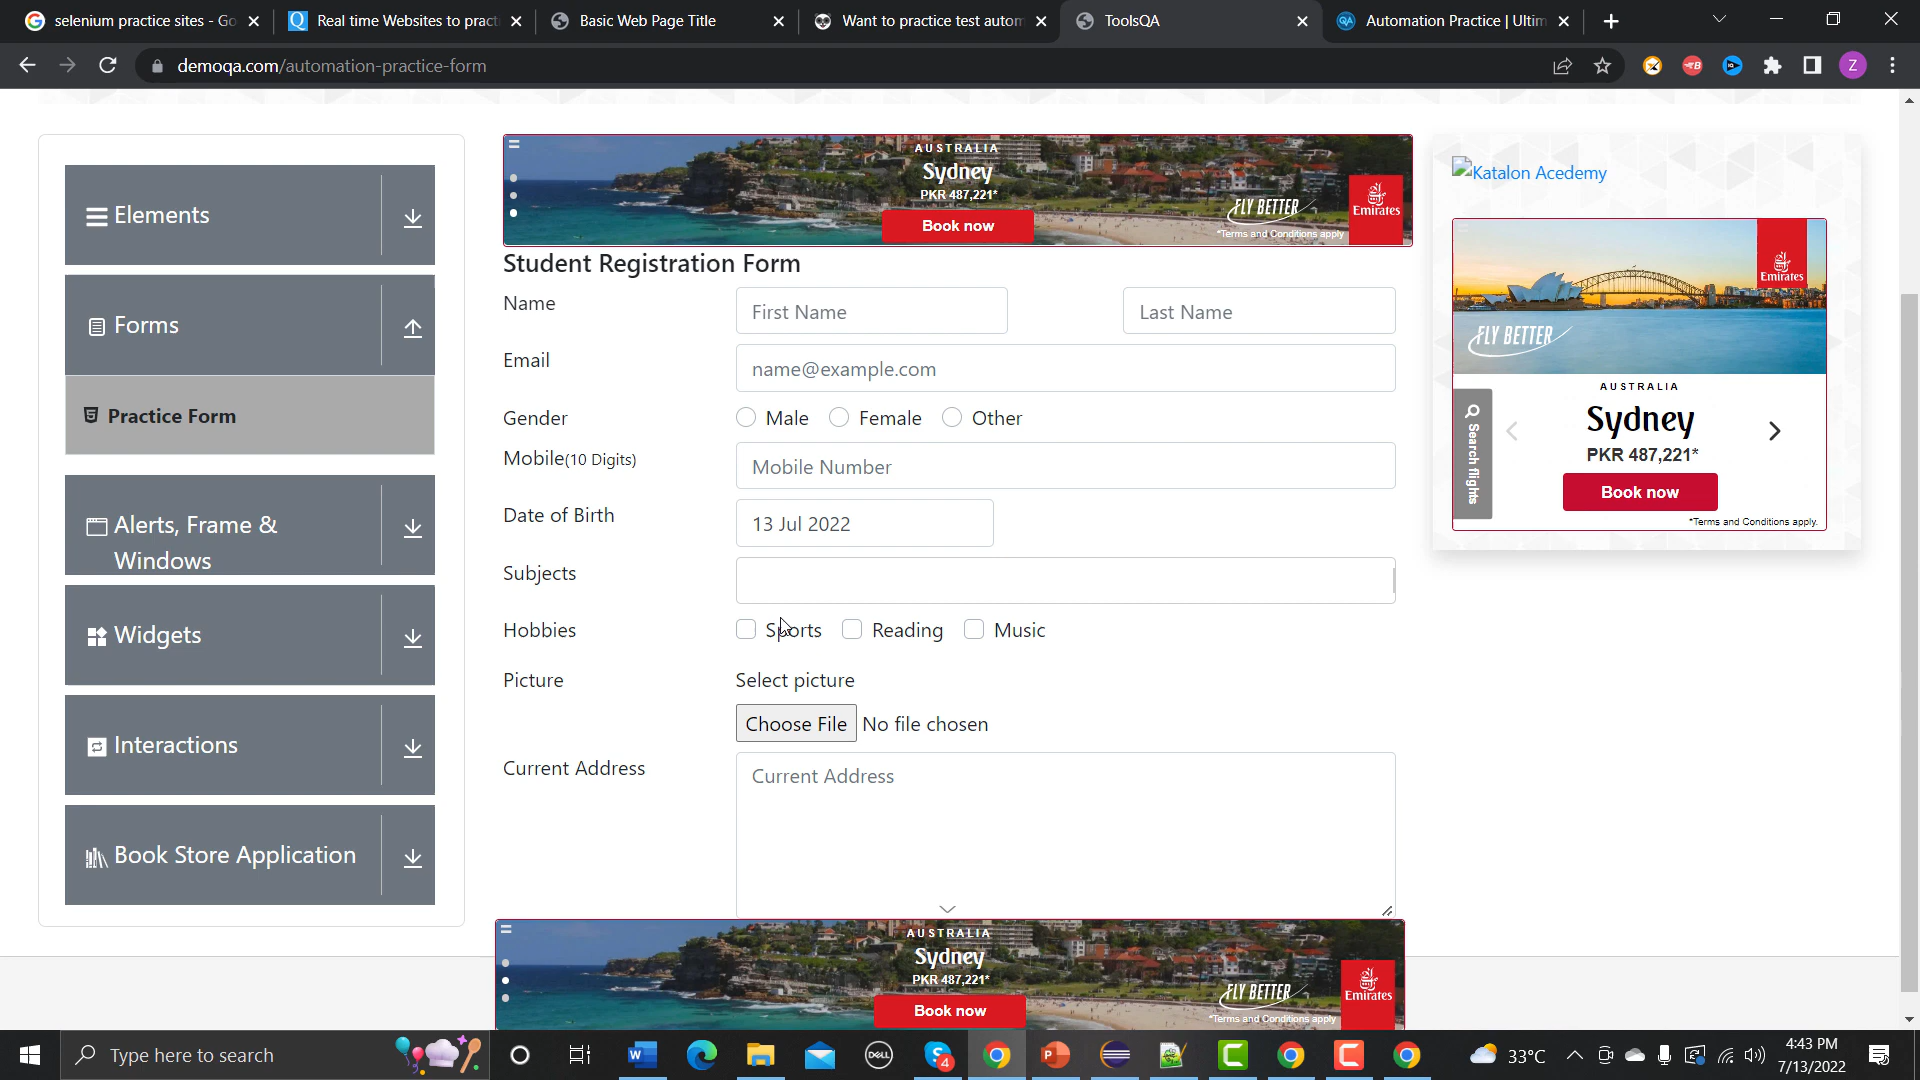 selenium practice sites - Go
Real time Websites to practi
Basic Web Page Title
Want to practice test autom
ToolsQA
Automation Practice | Ultim
demoqa.com/automation-practice-form
Z
Elements
Forms
Practice Form
Alerts, Frame &
Windows
Widgets
Interactions
Book Store Application
AUSTRALIA
Sydney
PKR 487,221*
Book now
FLY BETTER
*Terms and Conditions apply
Emirates
Student Registration Form
Name
First Name
Last Name
Email
name@example.com
Gender
Male
Female
Other
Mobile(10 Digits)
Mobile Number
Date of Birth
13 Jul 2022
Subjects
Hobbies
Sports
Reading
Music
Picture
Select picture
Choose File
No file chosen
Current Address
Current Address
AUSTRALIA
Sydney
PKR 487,221*
Book now
FLY BETTER
*Terms and Conditions apply
Emirates
Katalon Acedemy
Emirates
FLY BETTER
AUSTRALIA
Sydney
PKR 487,221*
Search flights
Book now
*Terms and Conditions apply.
Type here to search
DELL
4
33°C
4:43 PM
7/13/2022